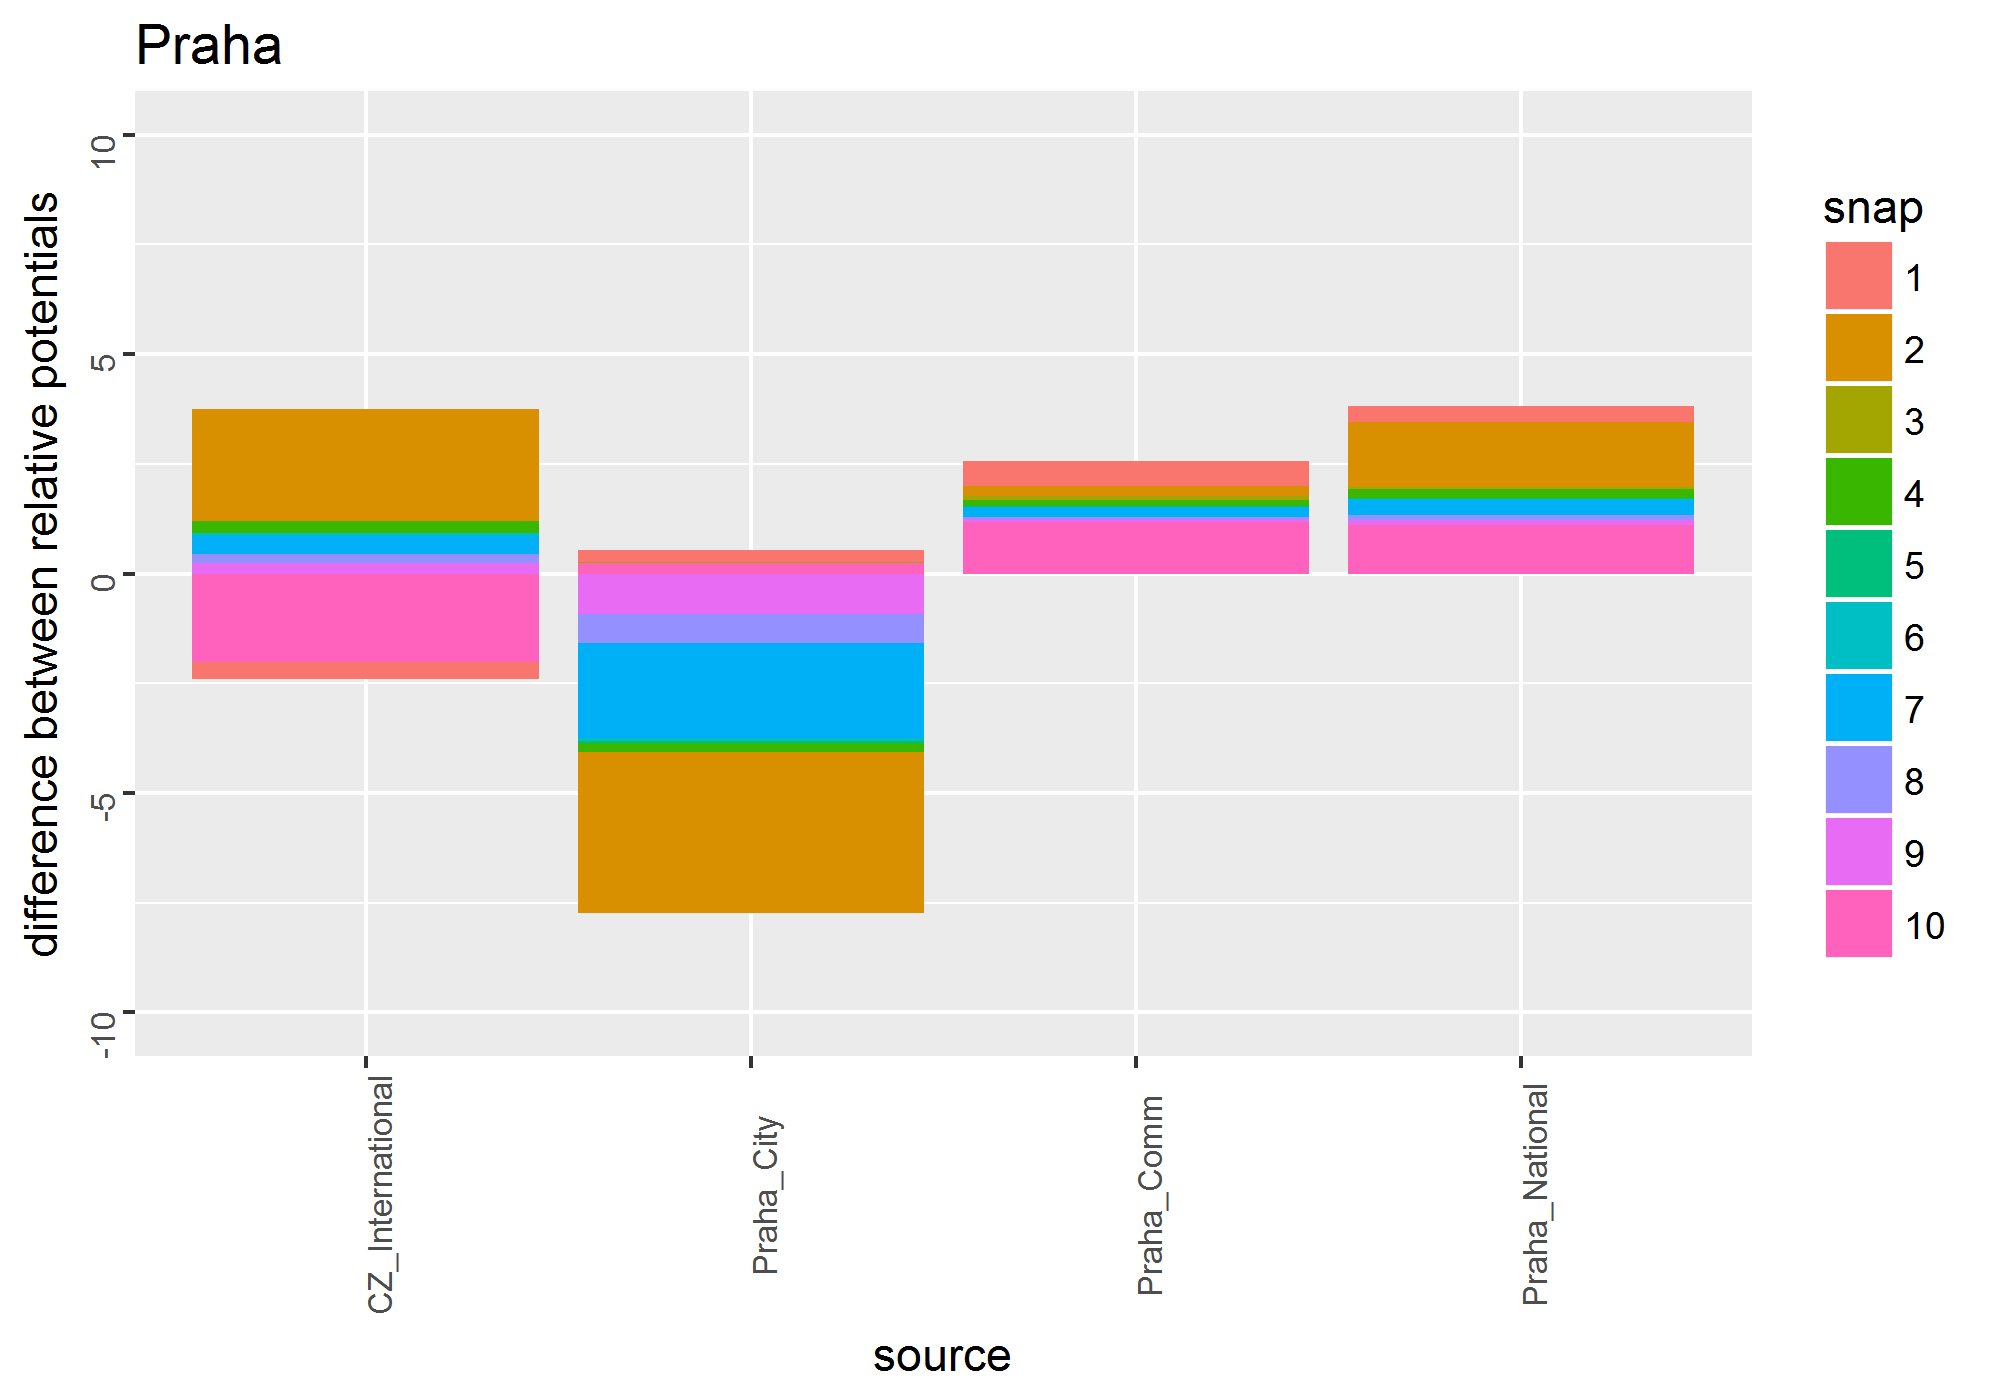 Praha
difference between relative potentials
10
5
0
-5
-10
CZ_International
Praha_City
Praha_Comm
Praha_National
source
snap
1
2
3
4
5
6
7
8
9
10